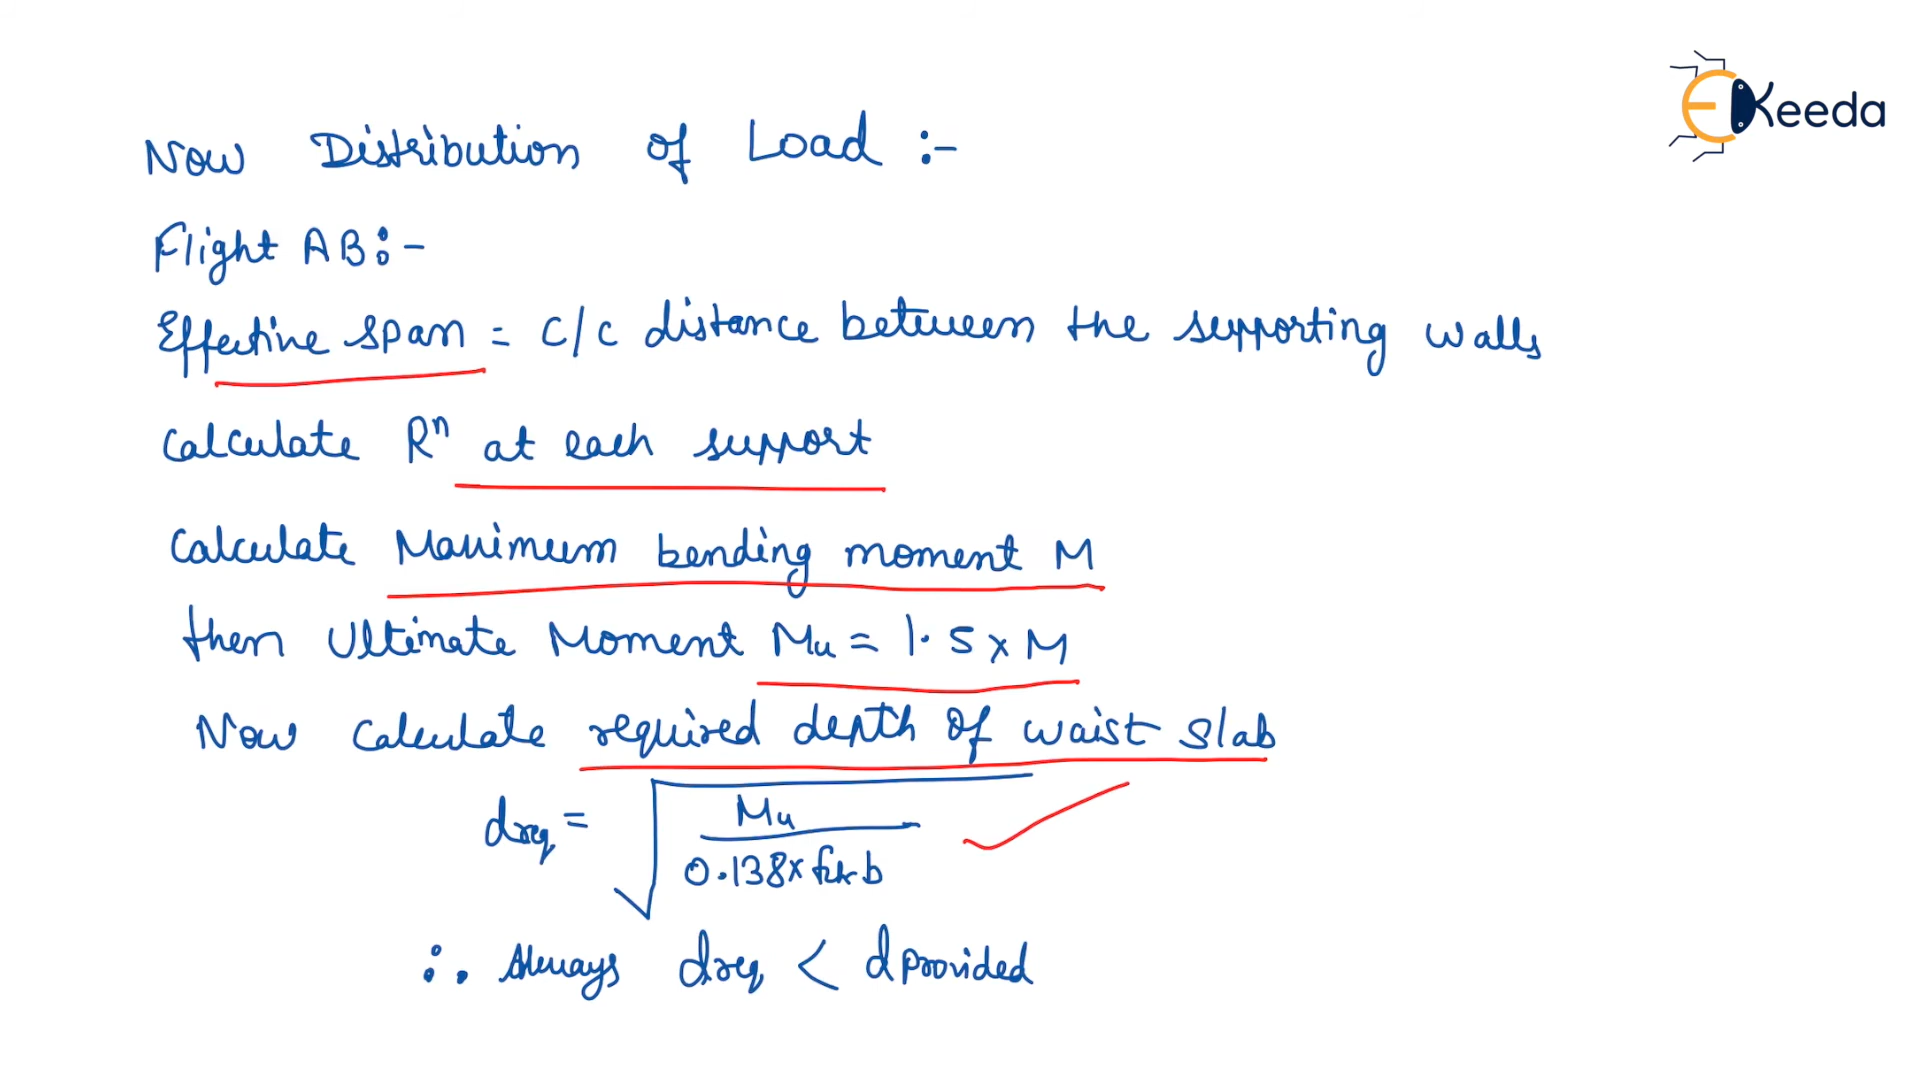 EKeeda
Now Distribution of Load :-
Flight AB :-
Effective span = c/c distance between the supporting walls
Calculate Rⁿ at each support
Calculate Maximum bending moment M
then Ultimate Moment Mu = 1.5 x M
Now calculate required depth of waist slab
dreq = √ Mu
0.138 x fck b
∴ Always dreq < dprovided